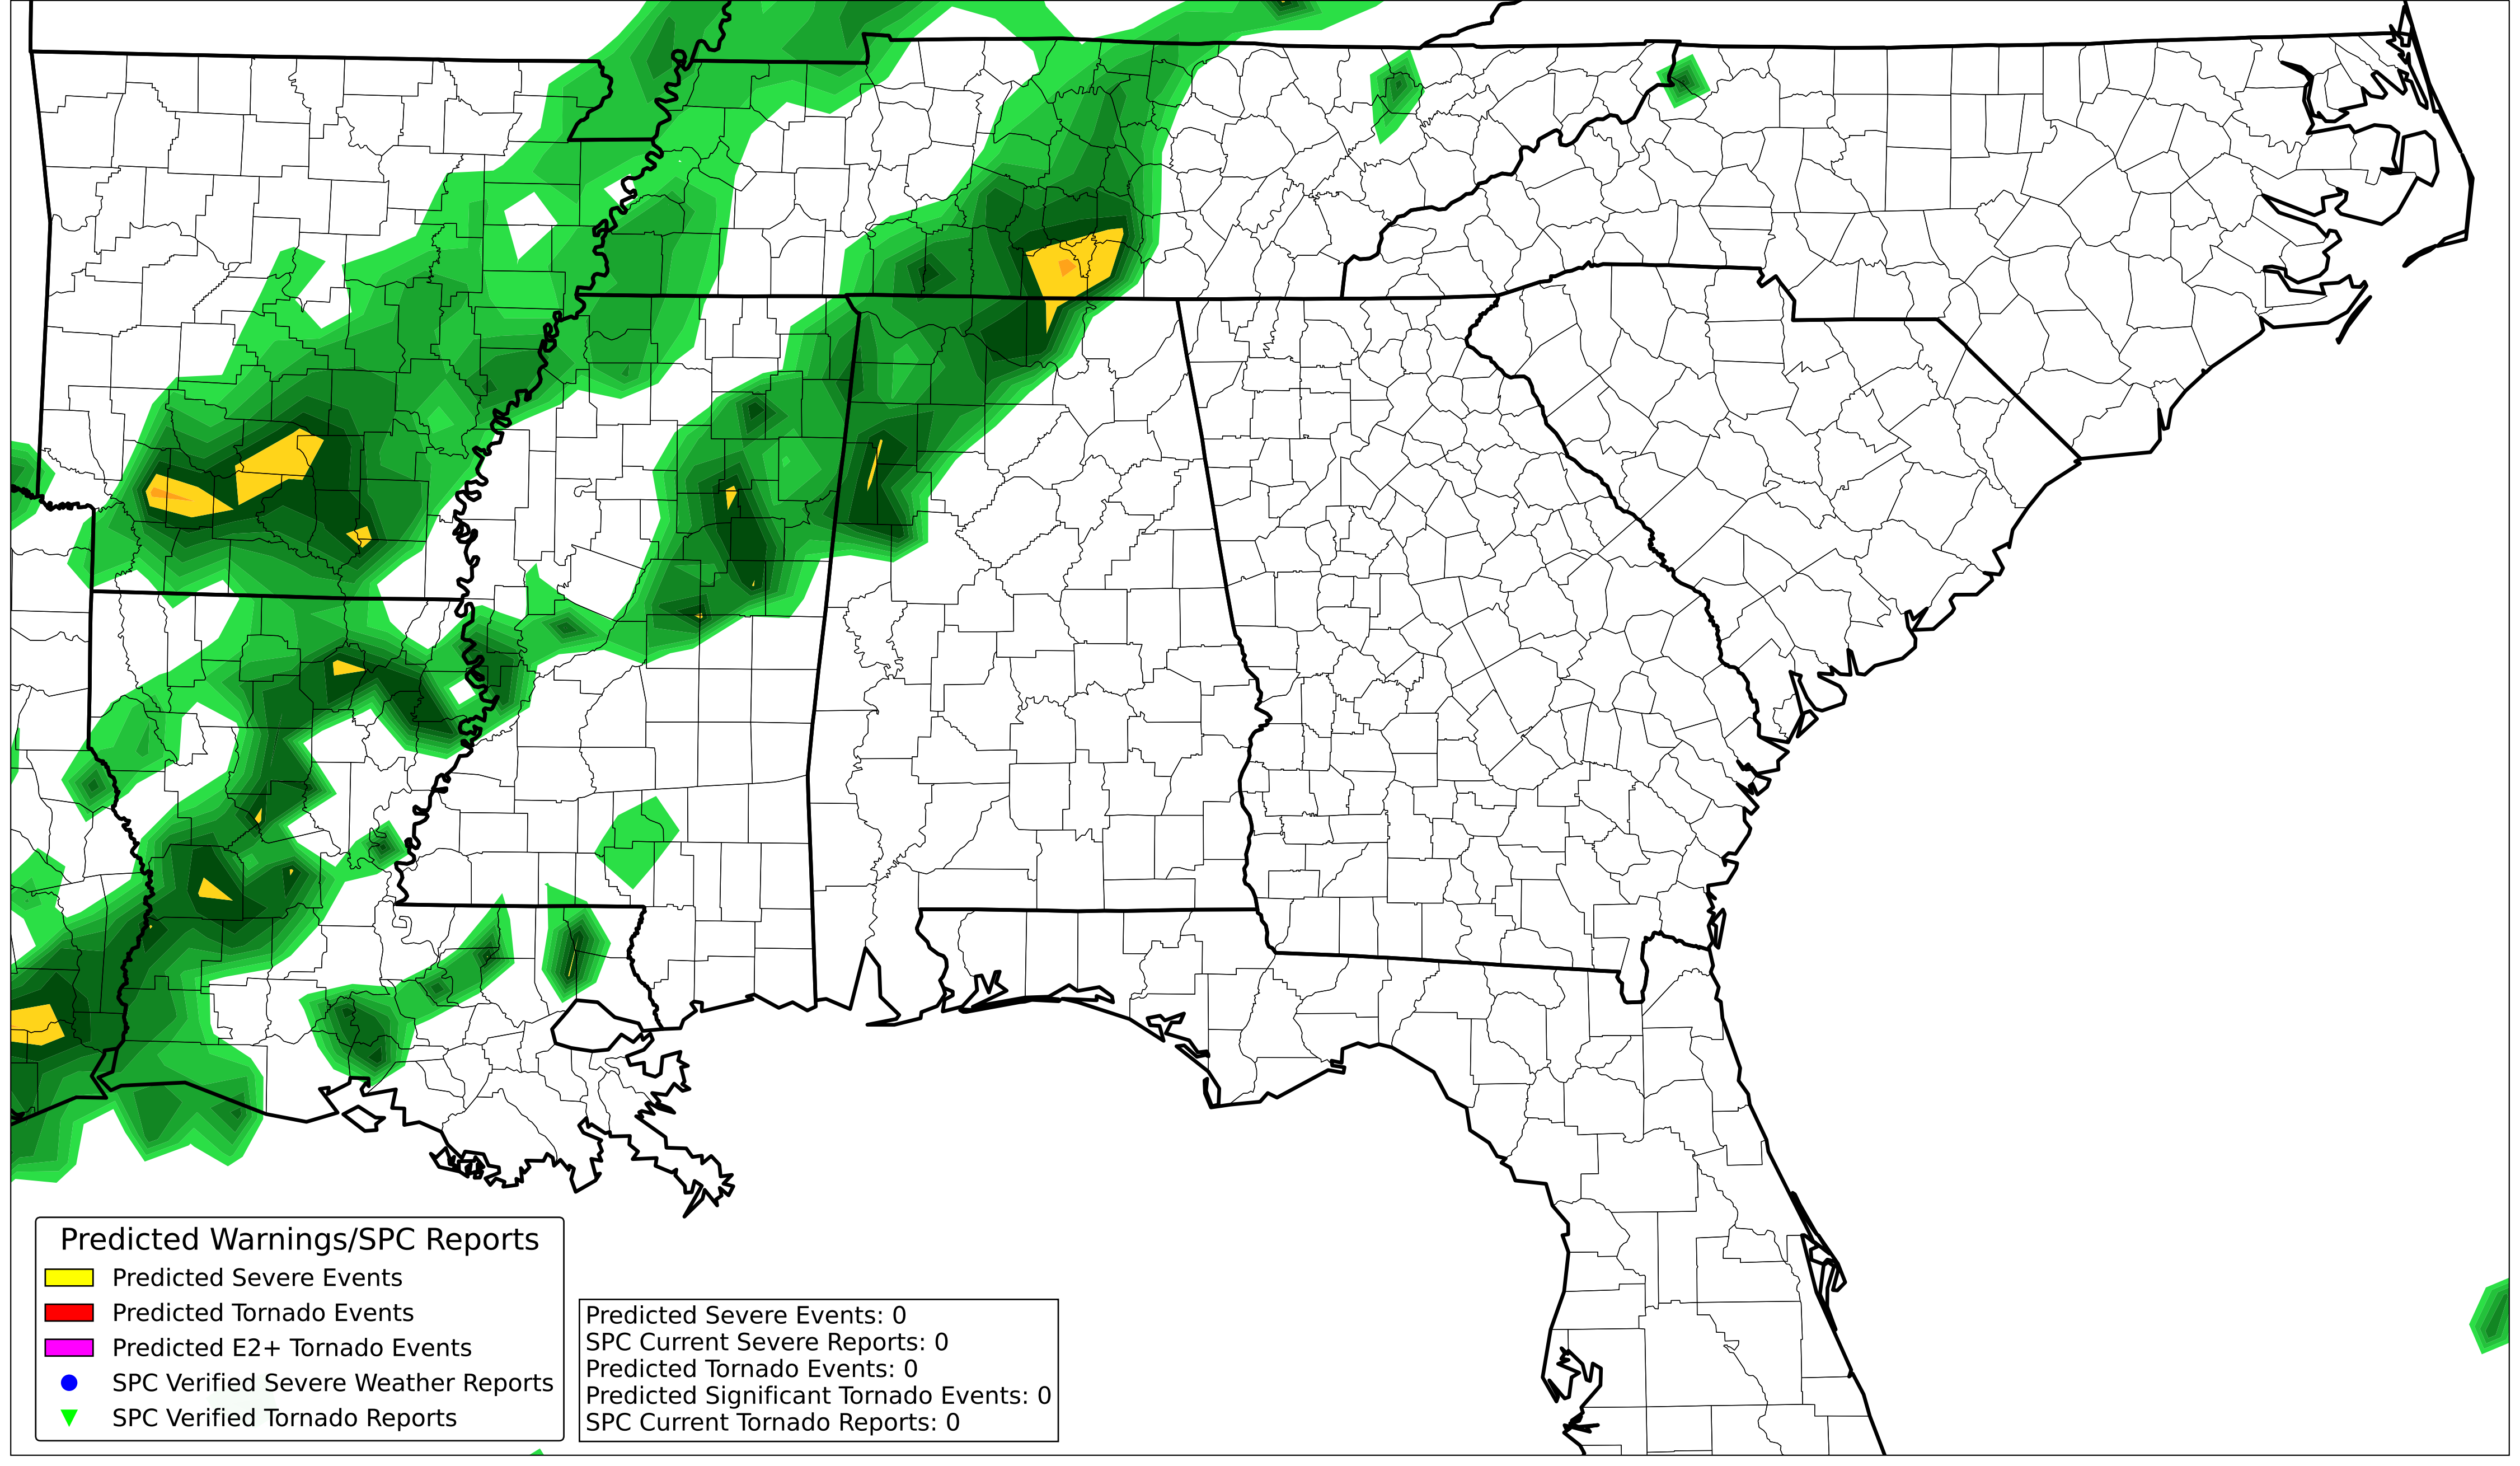 Predicted Warnings/SPC Reports
Predicted Severe Events
Predicted Tornado Events
Predicted E2+ Tornado Events
SPC Verified Severe Weather Reports
SPC Verified Tornado Reports
Predicted Severe Events: 0
SPC Current Severe Reports: 0
Predicted Tornado Events: 0
Predicted Significant Tornado Events: 0
SPC Current Tornado Reports: 0